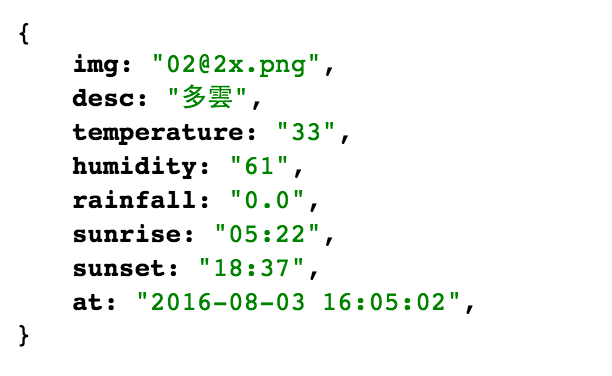 {
    img: "02@2x.png",
    desc: "多雲",
    temperature: "33",
    humidity: "61",
    rainfall: "0.0",
    sunrise: "05:22",
    sunset: "18:37",
    at: "2016-08-03 16:05:02",
}